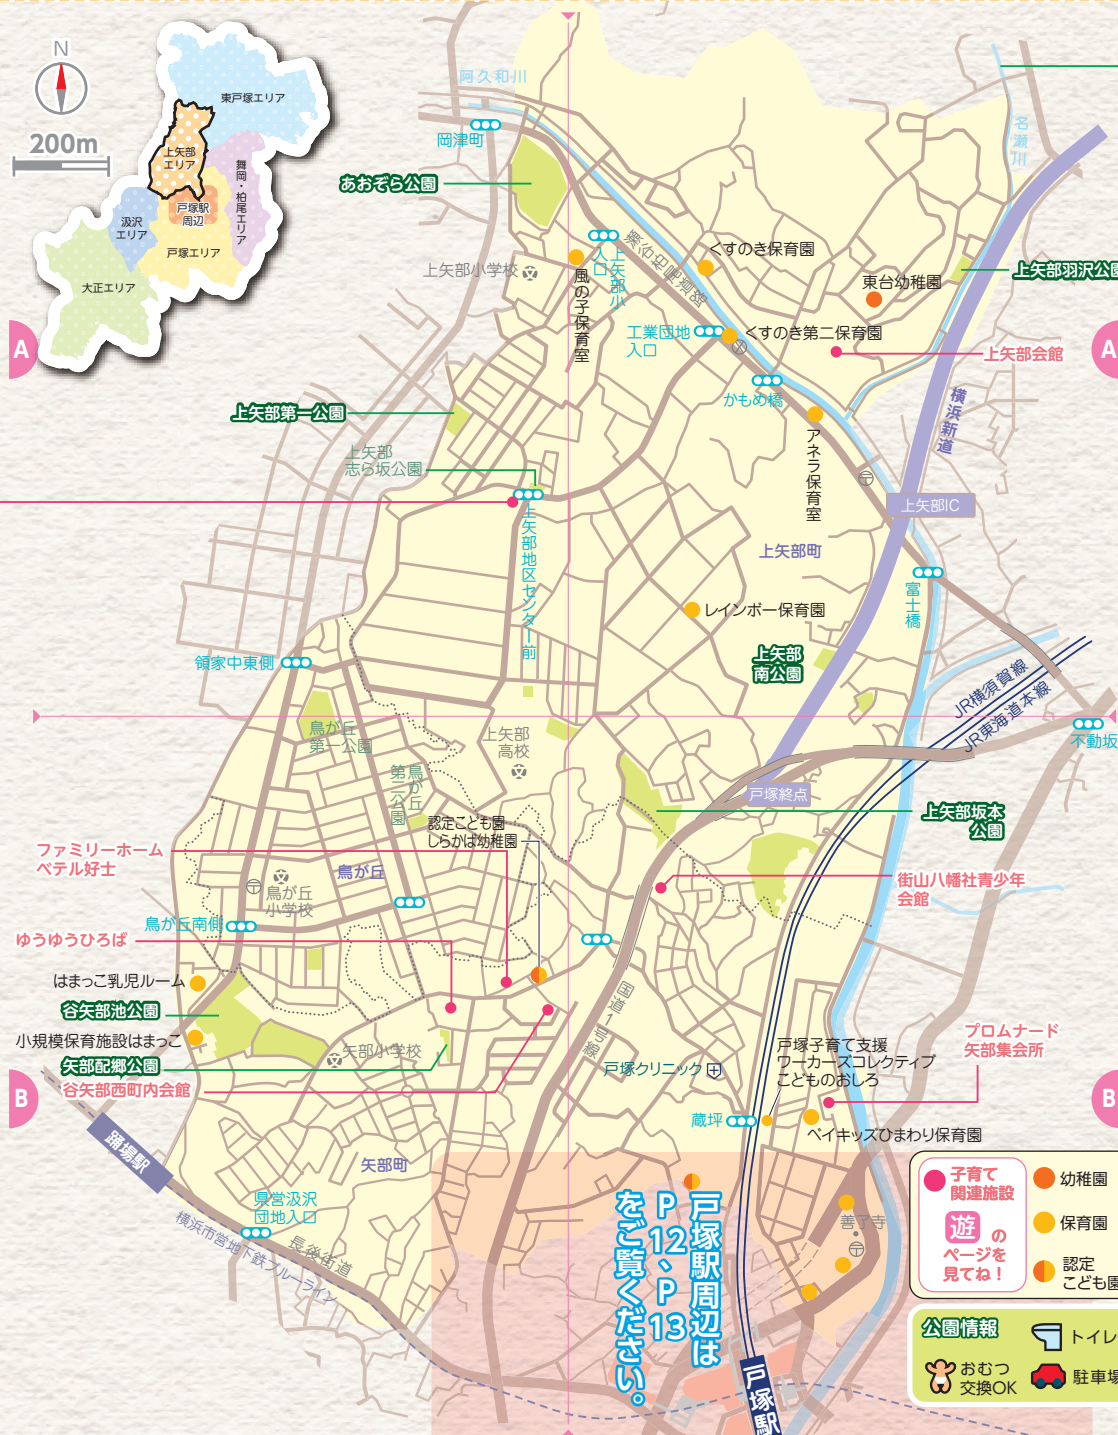 N
200m
東戸塚エリア
上矢部
エリア
舞岡・柏尾エリア
戸塚駅
周辺
汲沢
エリア
戸塚エリア
大正エリア
阿久和川
名瀬川
岡津町
あおぞら公園
上矢部小学校
風の子保育室
上矢部小
入口
くすのき保育園
東台幼稚園
上矢部羽沢公園
A
工業団地
入口
くすのき第二保育園
上矢部会館
A
かもめ橋
横浜新道
上矢部第一公園
アネラ保育室
上矢部
志ら坂公園
上矢部地区センター前
上矢部IC
上矢部町
富士橋
レインボー保育園
上矢部
南公園
領家中東側
JR横須賀線
JR東海道本線
不動坂
鳥が丘
第一公園
上矢部
高校
鳥が丘
第二公園
戸塚終点
上矢部坂本
公園
認定こども園
しらかば幼稚園
ファミリーホーム
ベテル好士
鳥が丘
鳥が丘
小学校
街山八幡社青少年
会館
鳥が丘南側
ゆうゆうひろば
はまっこ乳児ルーム
谷矢部池公園
国道1号線
小規模保育施設はまっこ
矢部小学校
矢部配郷公園
谷矢部西町内会館
戸塚クリニック
戸塚子育て支援
ワーカーズコレクティブ
こどものおしろ
プロムナード
矢部集会所
B
B
蔵坪
ベイキッズひまわり保育園
踊場駅
矢部町
県営汲沢
団地入口
長後街道
横浜市営地下鉄ブルーライン
善了寺
戸塚駅周辺は
P12、P13
をご覧ください。
戸塚駅
子育て
関連施設
遊の
ページを
見てね！
幼稚園
保育園
認定
こども園
公園情報
トイレ
おむつ
交換OK
駐車場